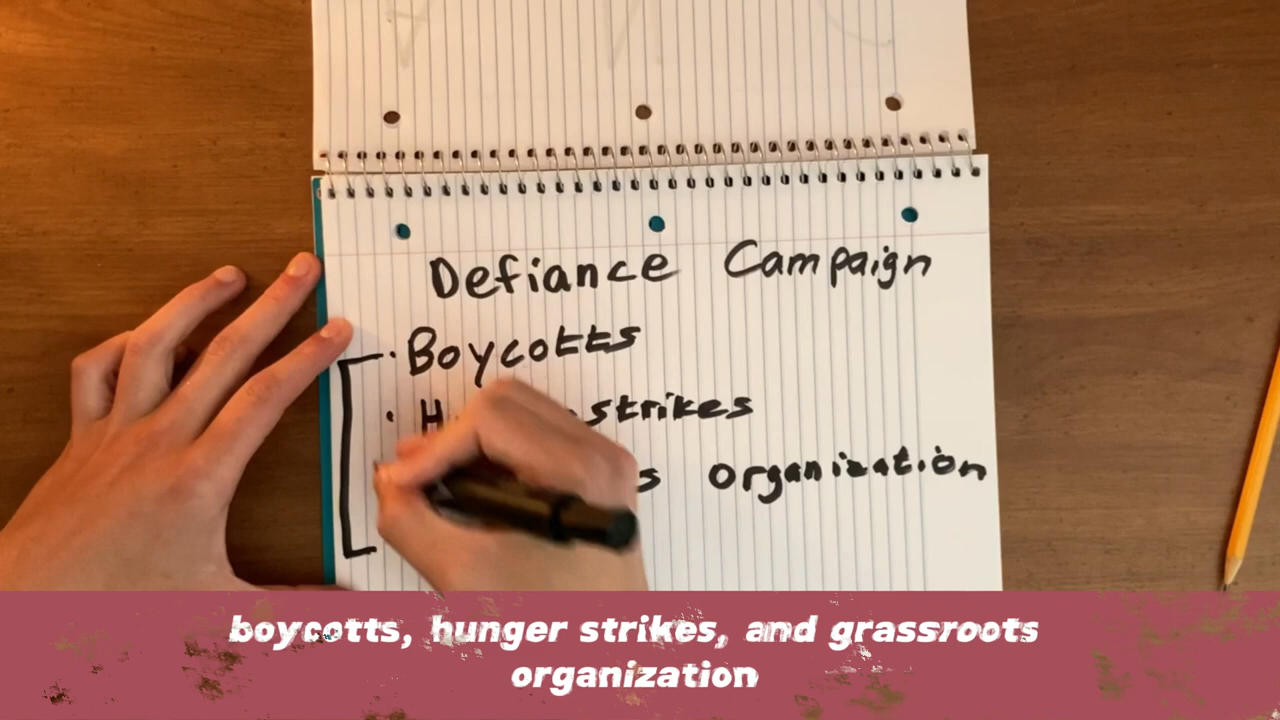 Defiance Campaign
· Boycotts
· H strikes
s organization
boycotts, hunger strikes, and grassroots
organization